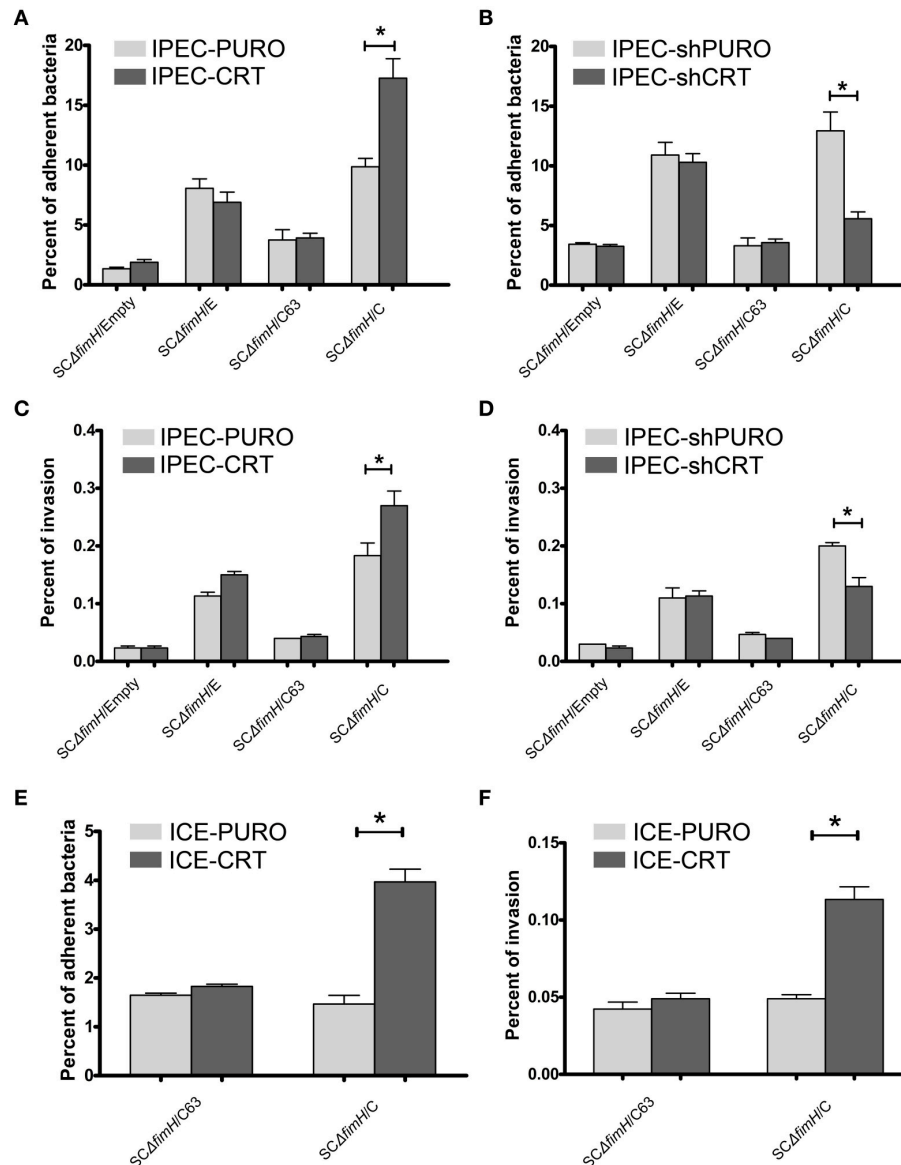 A
Percent of adherent bacteria
20
15
10
5
0
IPEC-PURO
IPEC-CRT
*
SCΔfimH/Empty
SCΔfimH/E
SCΔfimH/C63
SCΔfimH/C
B
Percent of adherent bacteria
20
15
10
5
0
IPEC-shPURO
IPEC-shCRT
*
SCΔfimH/Empty
SCΔfimH/E
SCΔfimH/C63
SCΔfimH/C
C
Percent of invasion
0.4
0.3
0.2
0.1
0.0
IPEC-PURO
IPEC-CRT
*
SCΔfimH/Empty
SCΔfimH/E
SCΔfimH/C63
SCΔfimH/C
D
Percent of invasion
0.4
0.3
0.2
0.1
0.0
IPEC-shPURO
IPEC-shCRT
*
SCΔfimH/Empty
SCΔfimH/E
SCΔfimH/C63
SCΔfimH/C
E
Percent of adherent bacteria
5
4
3
2
1
0
ICE-PURO
ICE-CRT
*
SCΔfimH/C63
SCΔfimH/C
F
Percent of invasion
0.15
0.10
0.05
0.00
ICE-PURO
ICE-CRT
*
SCΔfimH/C63
SCΔfimH/C